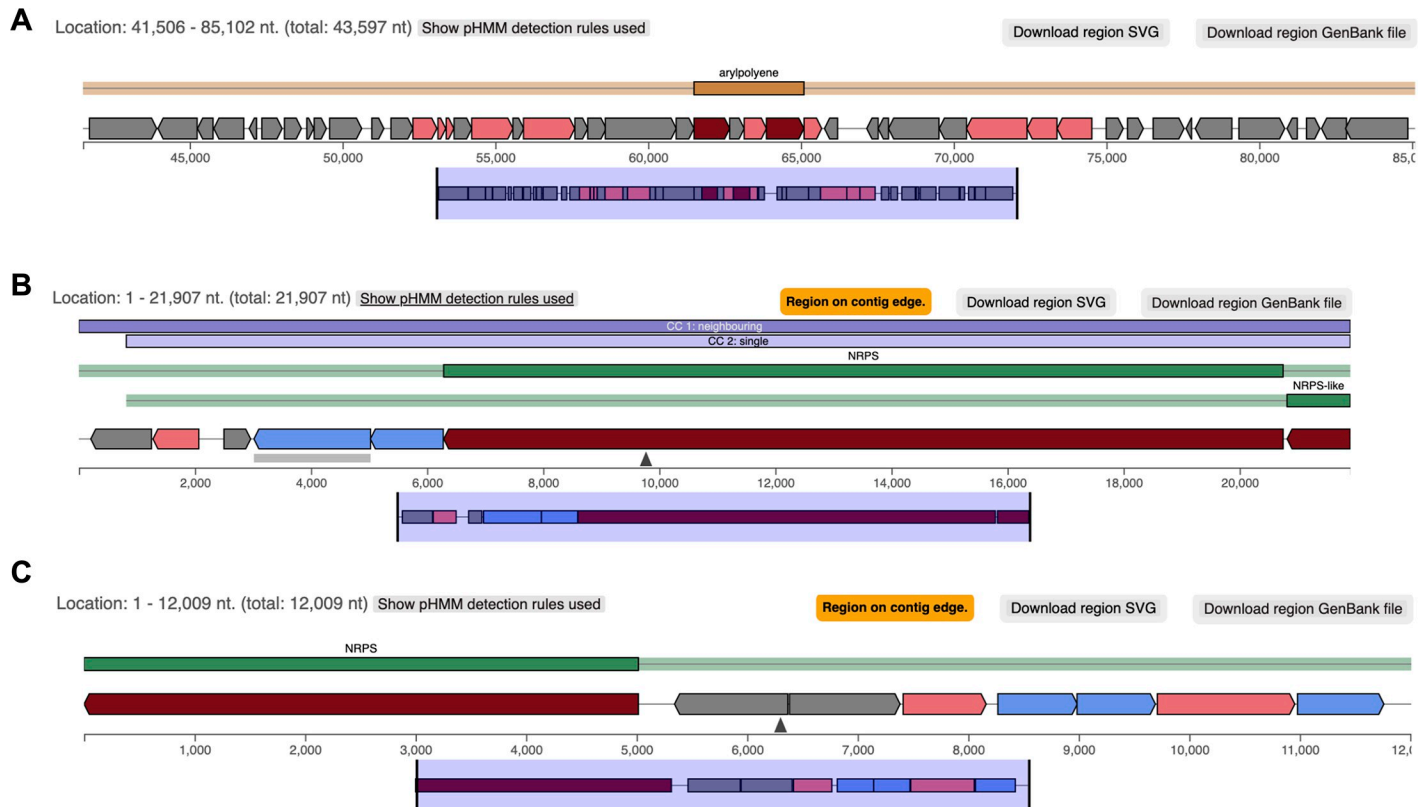 A
Location: 41,506 - 85,102 nt. (total: 43,597 nt) Show pHMM detection rules used Download region SVG Download region GenBank file
arylpolyene
45,000 50,000 55,000 60,000 65,000 70,000 75,000 80,000 85,(
B
Location: 1 - 21,907 nt. (total: 21,907 nt) Show pHMM detection rules used Region on contig edge. Download region SVG Download region GenBank file
CC 1: neighbouring
CC 2: single
NRPS
NRPS-like
2,000 4,000 6,000 8,000 10,000 12,000 14,000 16,000 18,000 20,000
C
Location: 1 - 12,009 nt. (total: 12,009 nt) Show pHMM detection rules used Region on contig edge. Download region SVG Download region GenBank file
NRPS
1,000 2,000 3,000 4,000 5,000 6,000 7,000 8,000 9,000 10,000 11,000 12,(